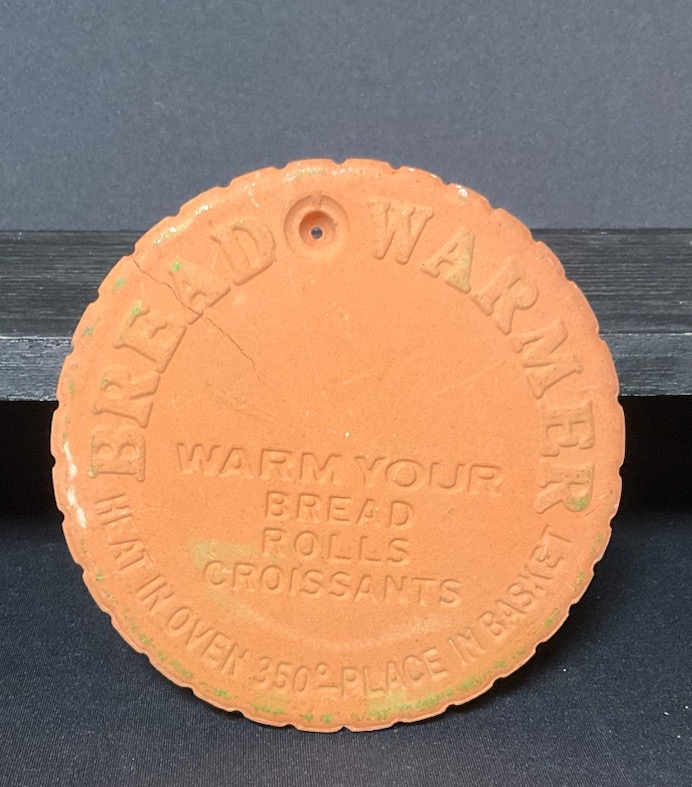 BREAD WARMER
WARM YOUR
BREAD
ROLLS
CROISSANTS
HEAT IN OVEN 350°-PLACE IN BASKET